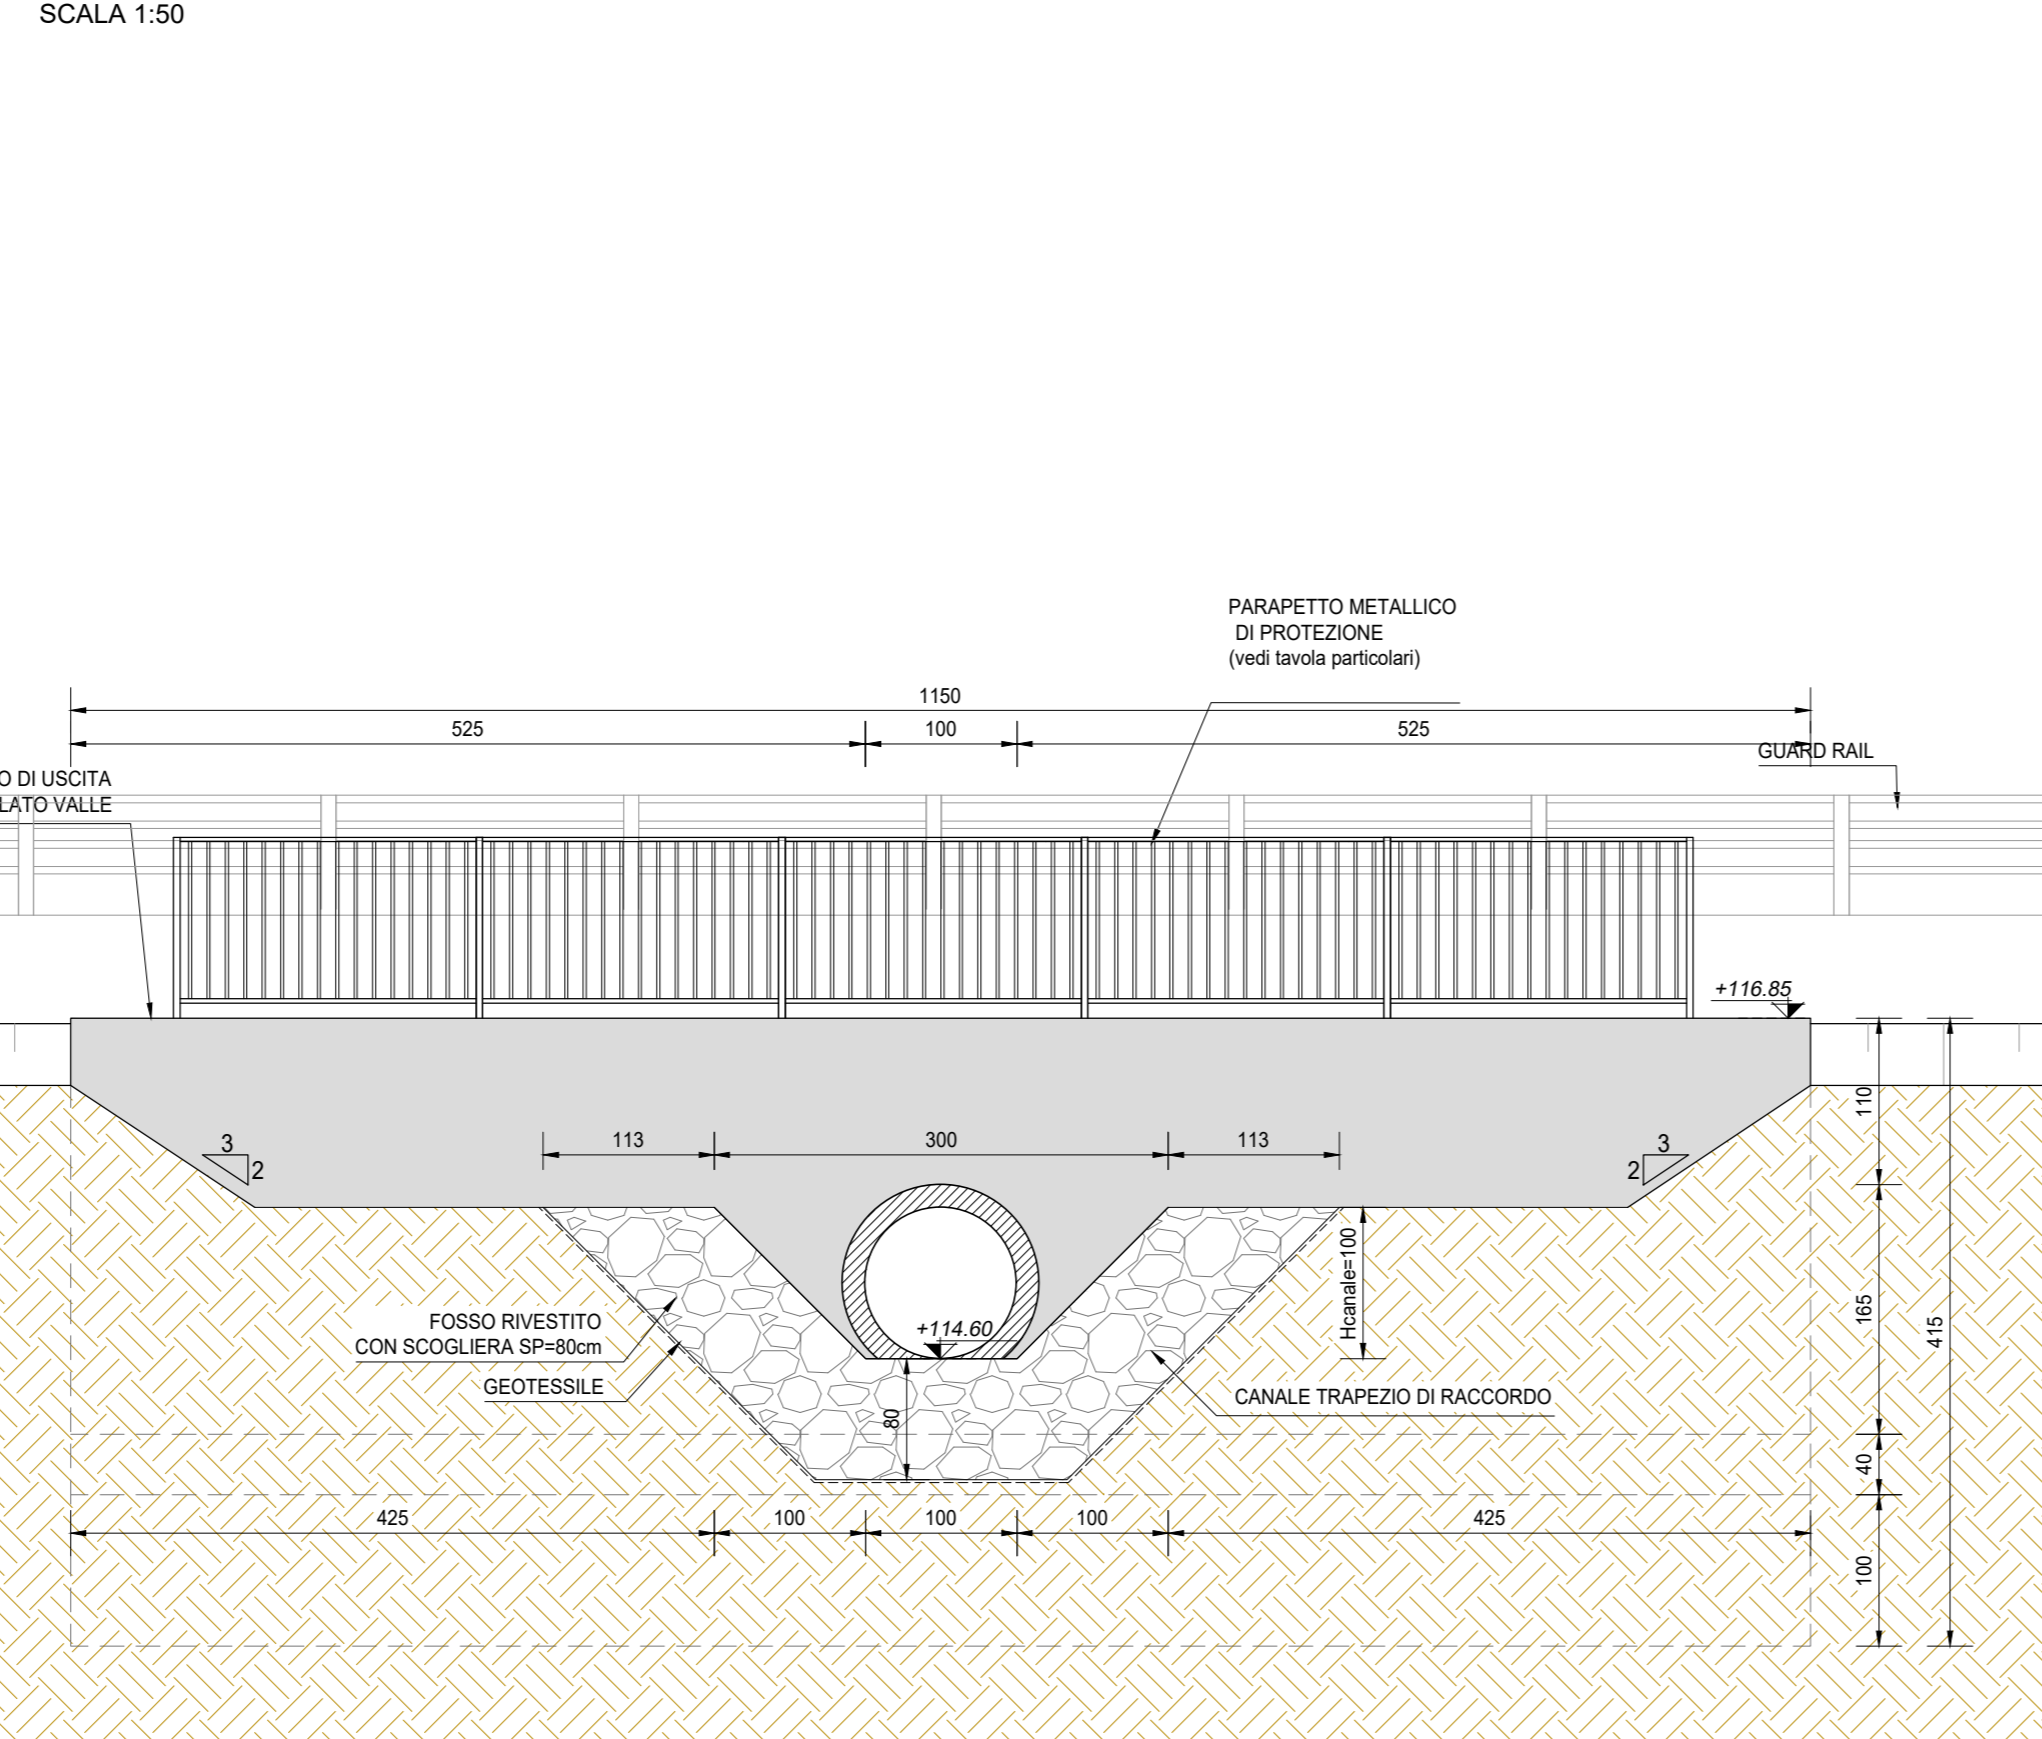 SCALA 1:50
PARAPETTO METALLICO
DI PROTEZIONE
(vedi tavola particolari)
1150
525
100
525
GUARD RAIL
O DI USCITA
LATO VALLE
+116.85
110
3
2
113
300
113
3
2
Hcanale=100
165
415
FOSSO RIVESTITO
CON SCOGLIERA SP=80cm
GEOTESSILE
+114.60
CANALE TRAPEZIO DI RACCORDO
80
40
425
100
100
100
425
100